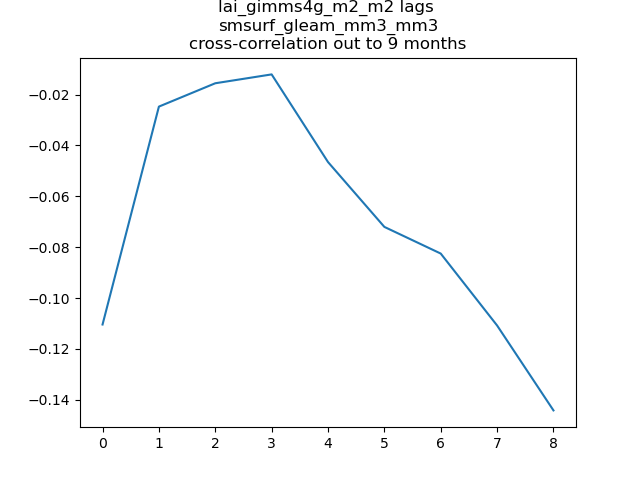 lai_gimms4g_m2_m2 lags
smsurf_gleam_mm3_mm3
cross-correlation out to 9 months
−0.02
−0.04
−0.06
−0.08
−0.10
−0.12
−0.14
0 1 2 3 4 5 6 7 8